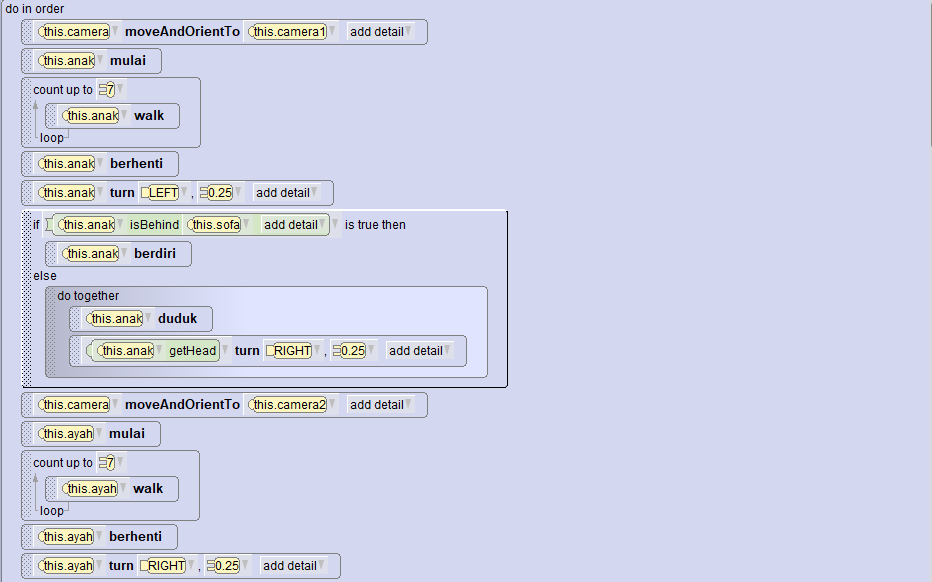 do in order
this.camera moveAndOrientTo this.camera1 add detail
this.anak mulai
count up to 7
this.anak walk
loop
this.anak berhenti
this.anak turn LEFT , 0.25 add detail
if this.anak isBehind this.sofa add detail is true then
this.anak berdiri
else
do together
this.anak duduk
this.anak getHead turn RIGHT , 0.25 add detail
this.camera moveAndOrientTo this.camera2 add detail
this.ayah mulai
count up to 7
this.ayah walk
loop
this.ayah berhenti
this.ayah turn RIGHT , 0.25 add detail